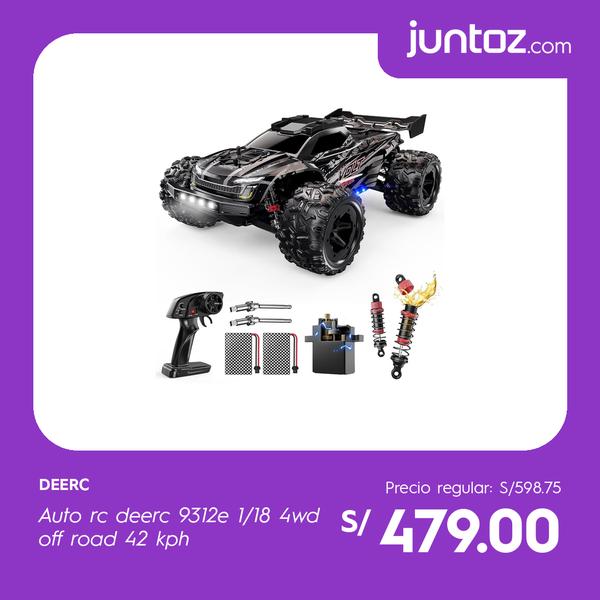 juntoz.com
DEERC
Auto rc deerc 9312e 1/18 4wd
off road 42 kph
Precio regular: S/598.75
S/ 479.00